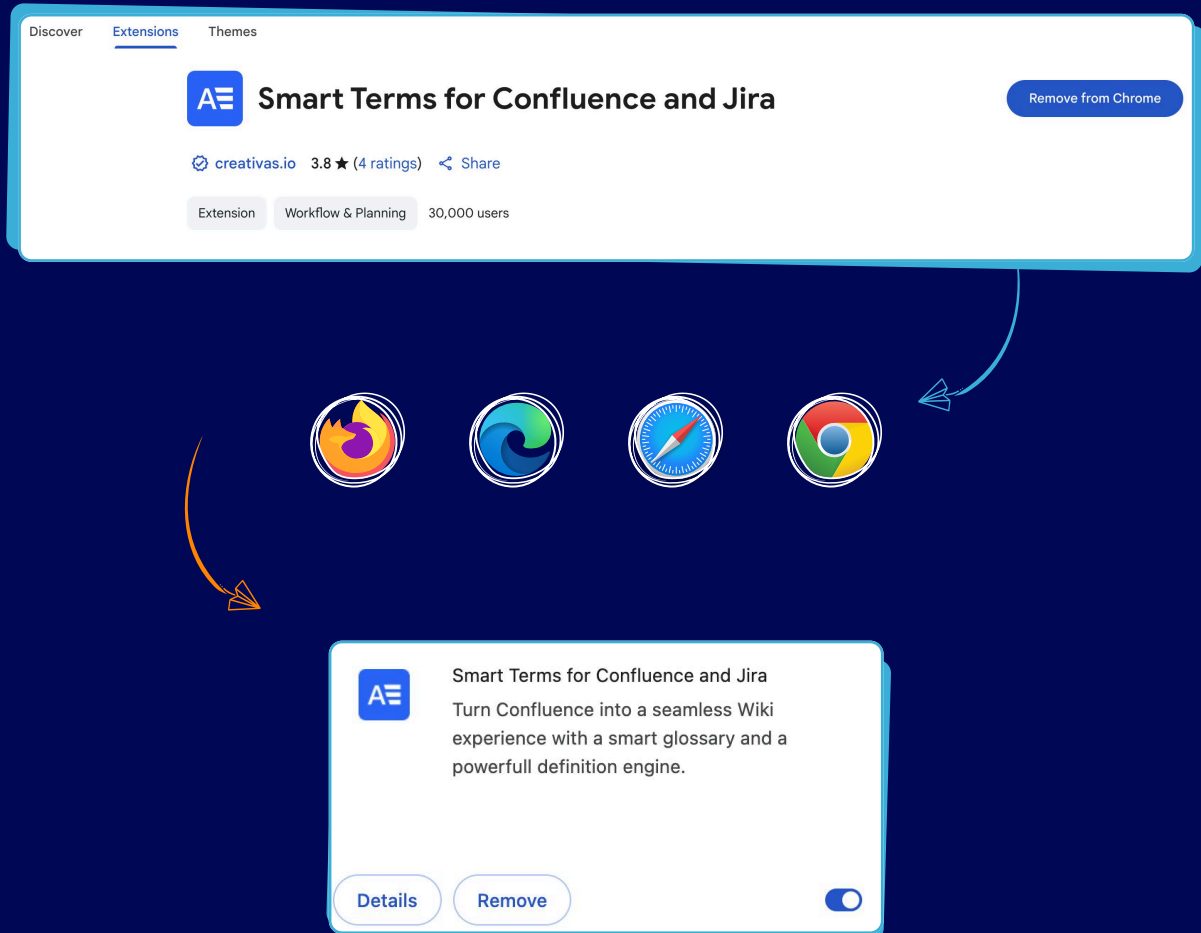 Discover Extensions Themes
AE Smart Terms for Confluence and Jira Remove from Chrome
creativas.io 3.8 ★ (4 ratings) Share
Extension Workflow & Planning 30,000 users
AE Smart Terms for Confluence and Jira
Turn Confluence into a seamless Wiki
experience with a smart glossary and a
powerfull definition engine.
Details Remove